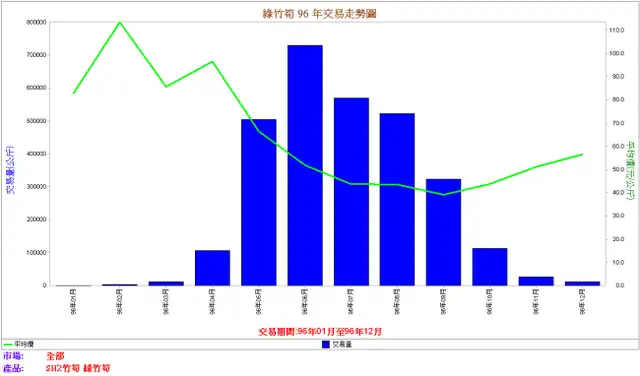 綠竹筍 96 年交易走勢圖
800000
700000
600000
500000
400000
300000
200000
100000
0
交易量(公斤)
110.0
100.0
90.0
80.0
70.0
60.0
50.0
40.0
30.0
20.0
10.0
0.0
平均價(元/公斤)
96年01月
96年02月
96年03月
96年04月
96年05月
96年06月
96年07月
96年08月
96年09月
96年10月
96年11月
96年12月
交易期間:96年01月至96年12月
平均價 交易量
市場: 全部
產品: SH2竹筍 綠竹筍